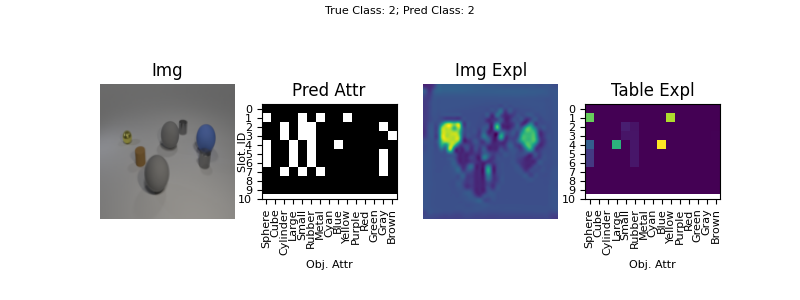 True Class: 2; Pred Class: 2
Img
Pred Attr
Img Expl
Table Expl
Slot. ID
0
1
2
3
4
5
6
7
8
9
10
Sphere
Cube
Cylinder
Large
Small
Rubber
Metal
Cyan
Blue
Yellow
Purple
Red
Green
Gray
Brown
Obj. Attr
0
1
2
3
4
5
6
7
8
9
10
Sphere
Cube
Cylinder
Large
Small
Rubber
Metal
Cyan
Blue
Yellow
Purple
Red
Green
Gray
Brown
Obj. Attr